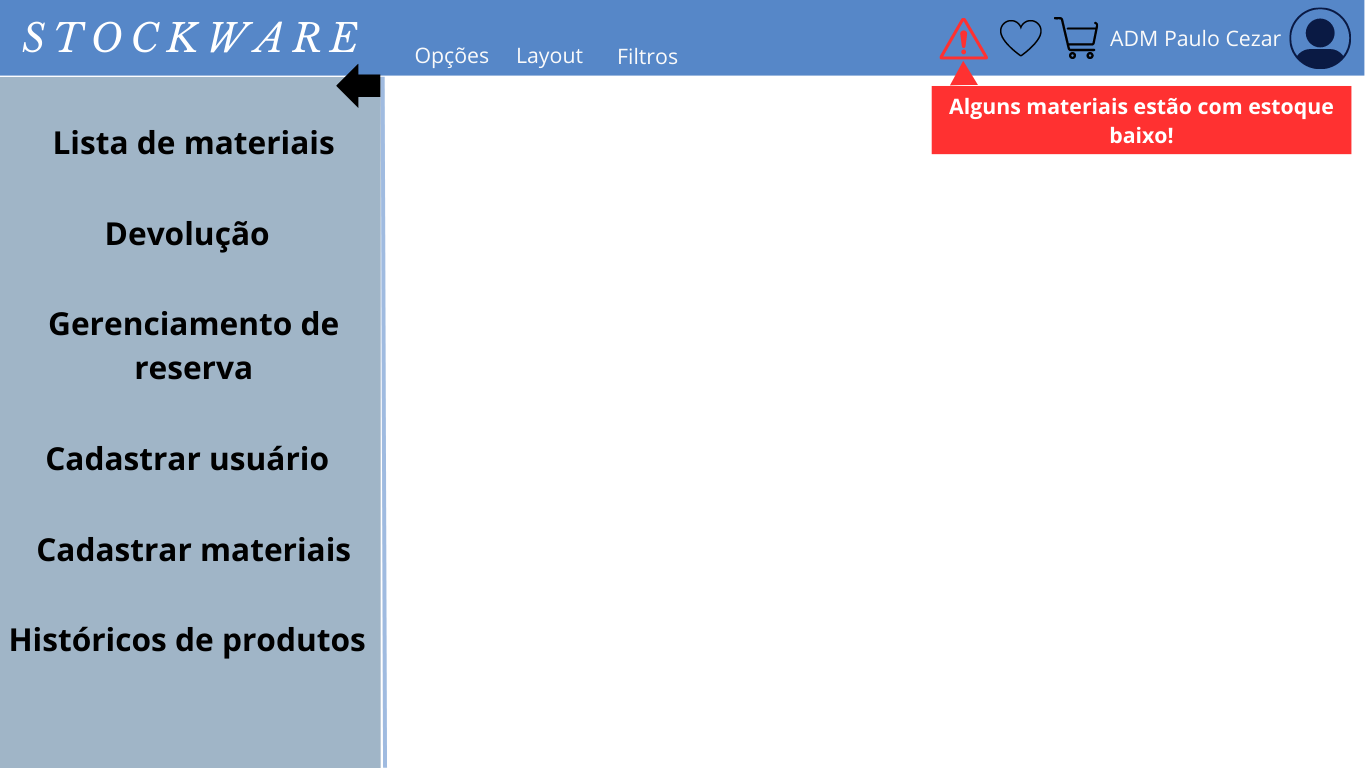 STOCKWARE
Opções Layout Filtros
ADM Paulo Cezar
Alguns materiais estão com estoque
baixo!
Lista de materiais
Devolução
Gerenciamento de
reserva
Cadastrar usuário
Cadastrar materiais
Históricos de produtos